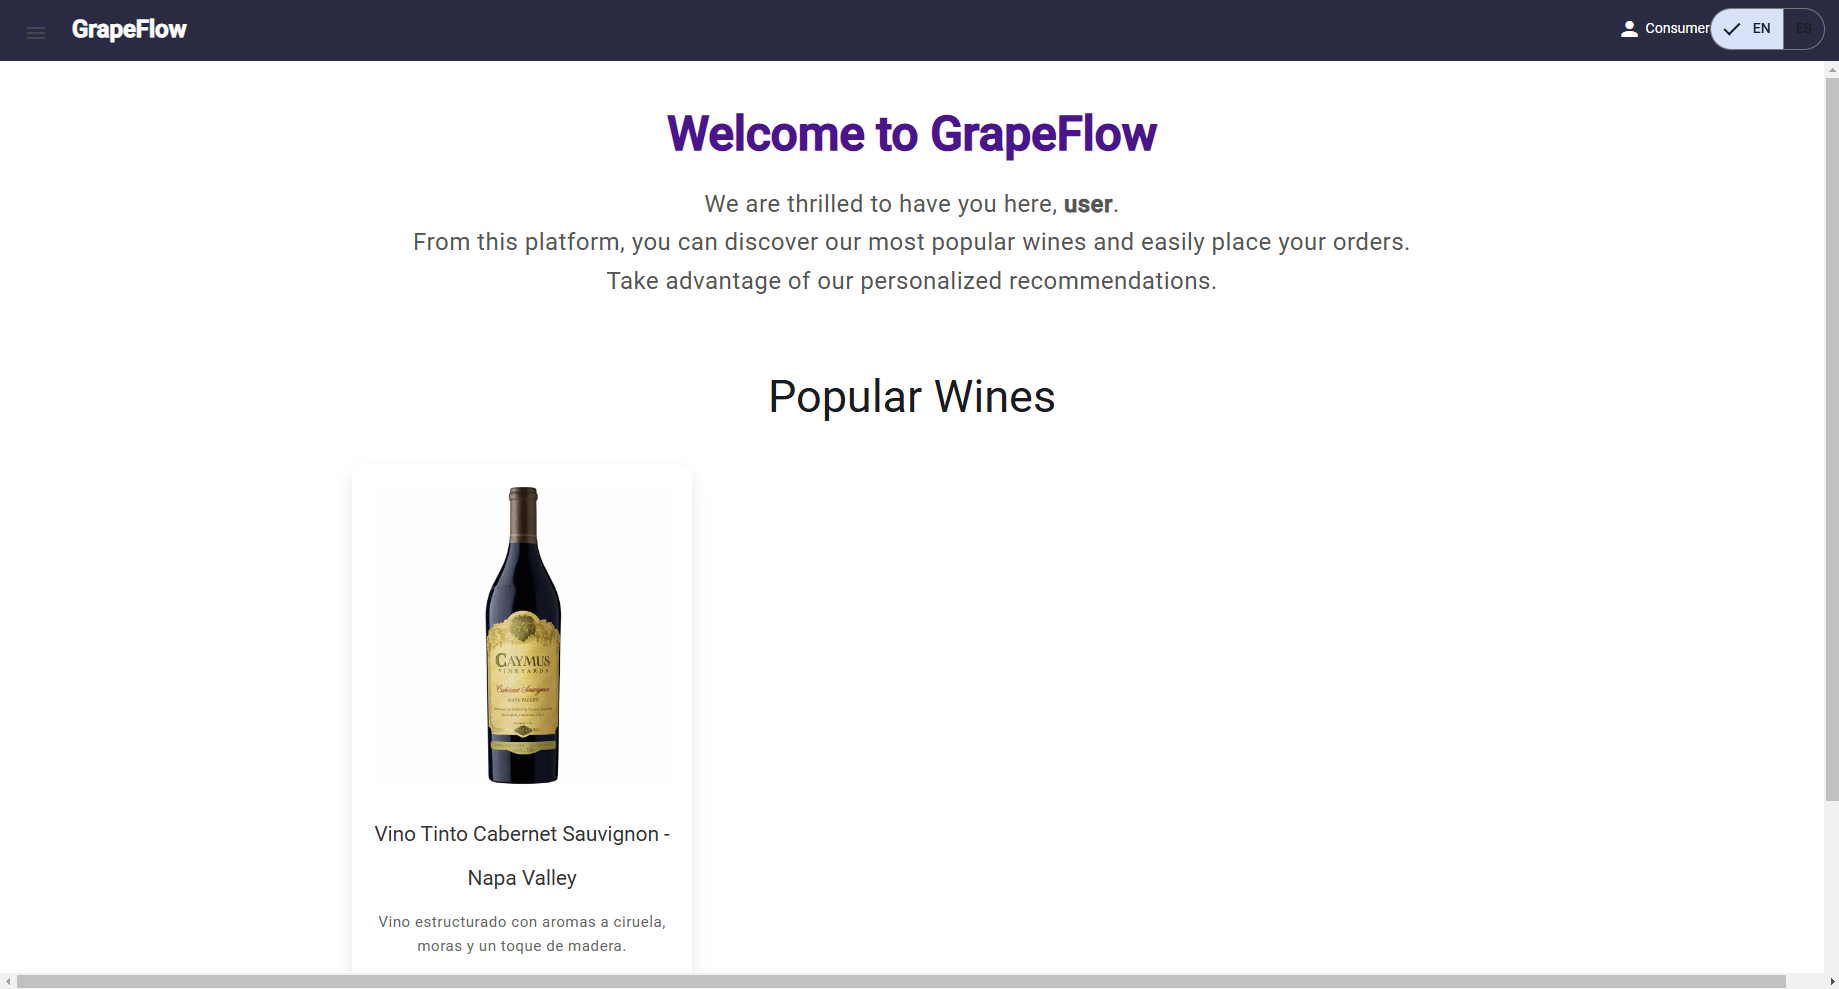 GrapeFlow
Consumer
EN
ES
Welcome to GrapeFlow
We are thrilled to have you here, user.
From this platform, you can discover our most popular wines and easily place your orders.
Take advantage of our personalized recommendations.
Popular Wines
CAYMUS
VINEYARDS
Cabernet Sauvignon
NAPA VALLEY
Vino Tinto Cabernet Sauvignon -
Napa Valley
Vino estructurado con aromas a ciruela,
moras y un toque de madera.